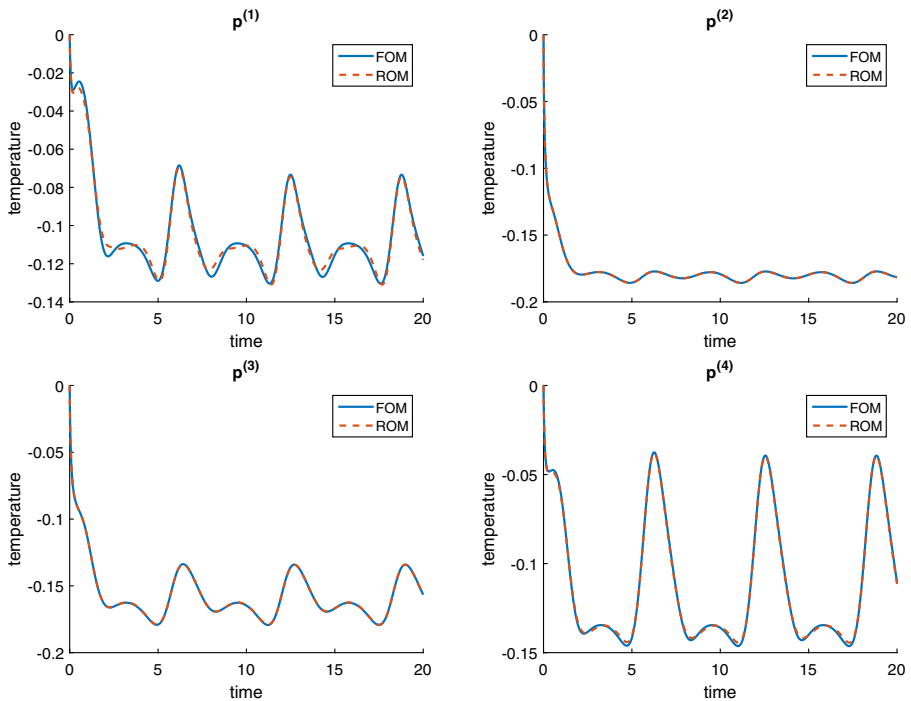 p(1)
0
-0.02
-0.04
-0.06
-0.08
-0.1
-0.12
-0.14
temperature
FOM
ROM
0 5 10 15 20
time
p(2)
0
-0.05
-0.1
-0.15
-0.2
temperature
FOM
ROM
0 5 10 15 20
time
p(3)
0
-0.05
-0.1
-0.15
-0.2
temperature
FOM
ROM
0 5 10 15 20
time
p(4)
0
-0.05
-0.1
-0.15
temperature
FOM
ROM
0 5 10 15 20
time